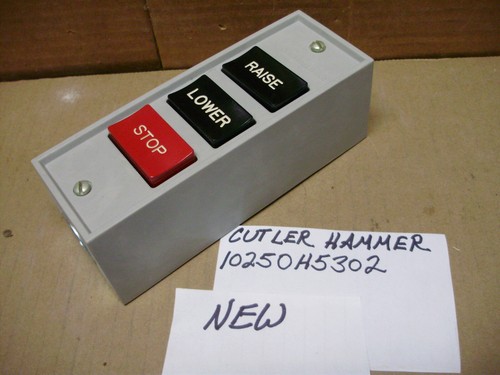 RAISE
LOWER
STOP
CUTLER HAMMER
10250H5302
NEW